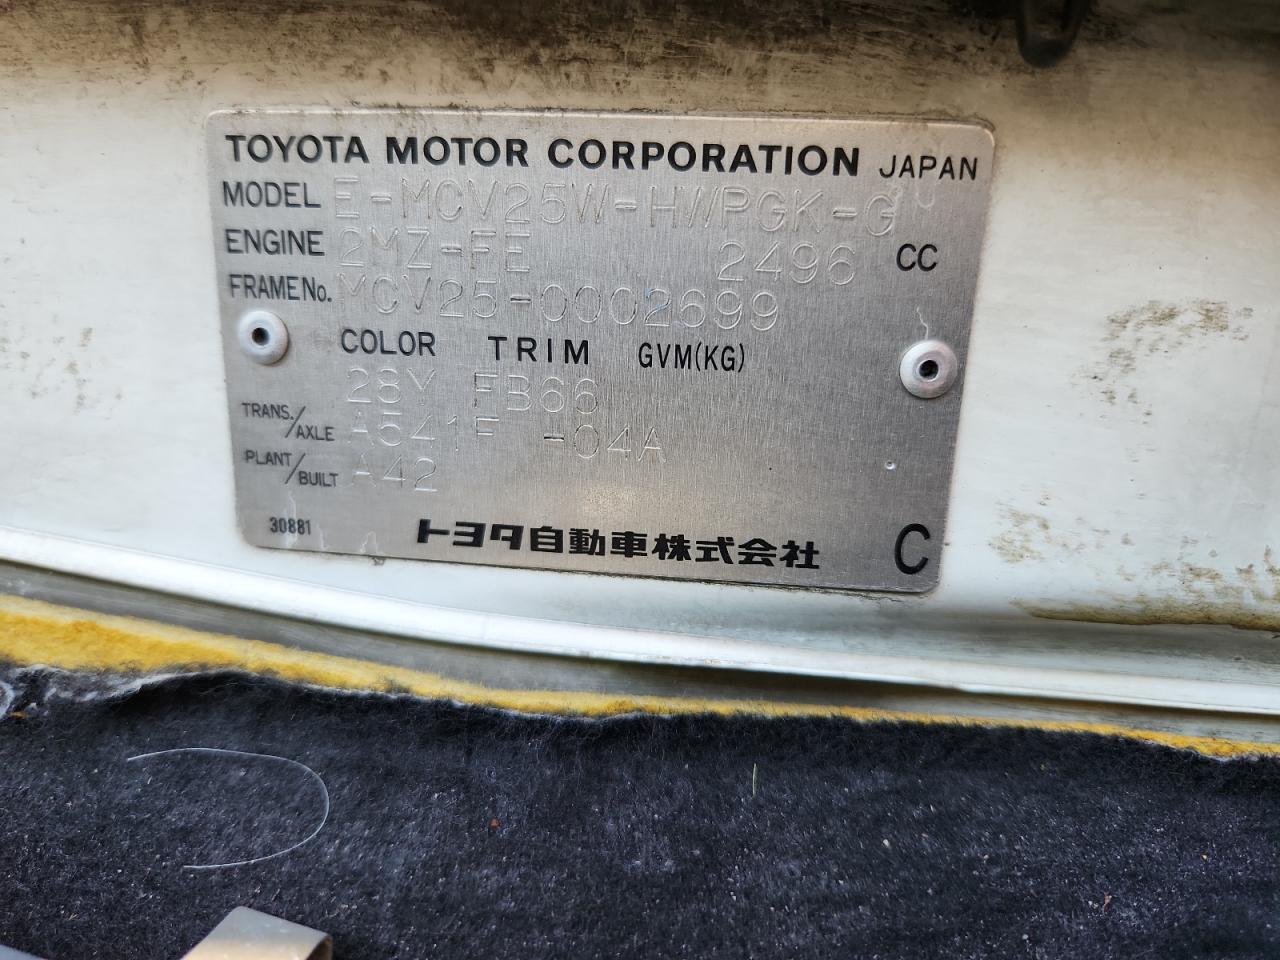 TOYOTA MOTOR CORPORATION JAPAN
MODEL E-MCV25W-HWPGK-G
ENGINE 2MZ-FE 2496 CC
FRAME No. MCV25-0002699
COLOR TRIM GVM(KG)
28Y FB66
TRANS./AXLE A541F -04A
PLANT/BUILT A42
30881 トヨタ自動車株式会社 C